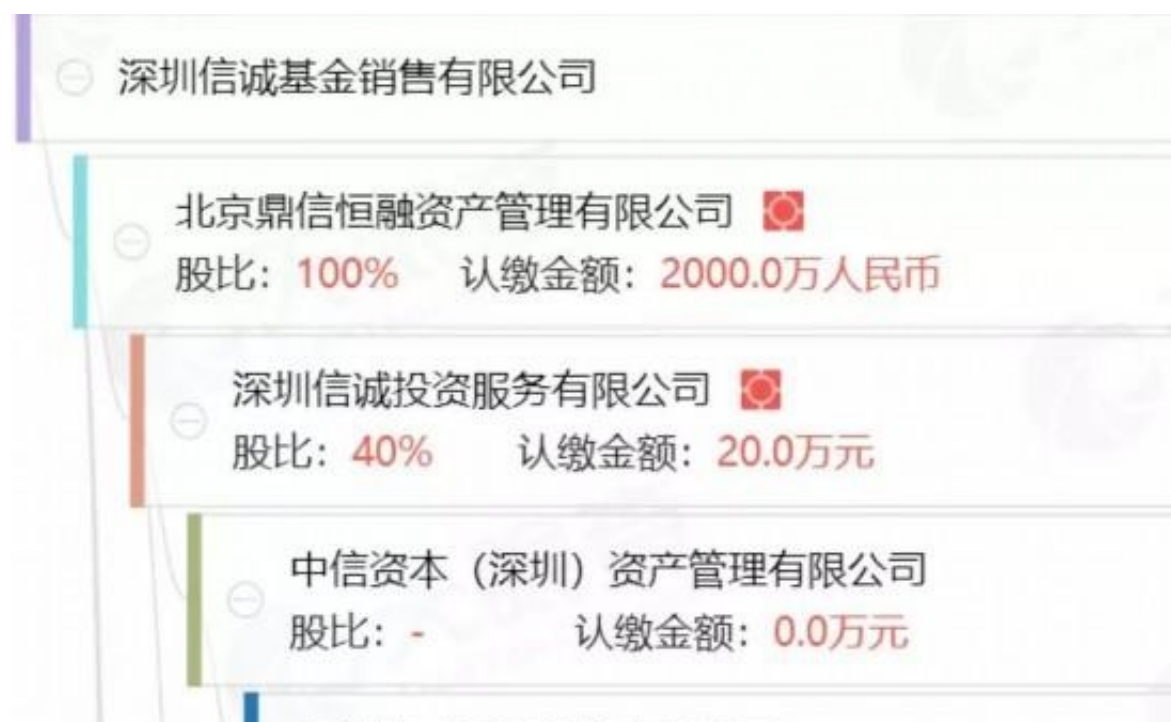 深圳信诚基金销售有限公司
北京鼎信恒融资产管理有限公司
股比：100% 认缴金额：2000.0万人民币
深圳信诚投资服务有限公司
股比：40% 认缴金额：20.0万元
中信资本（深圳）资产管理有限公司
股比：- 认缴金额：0.0万元